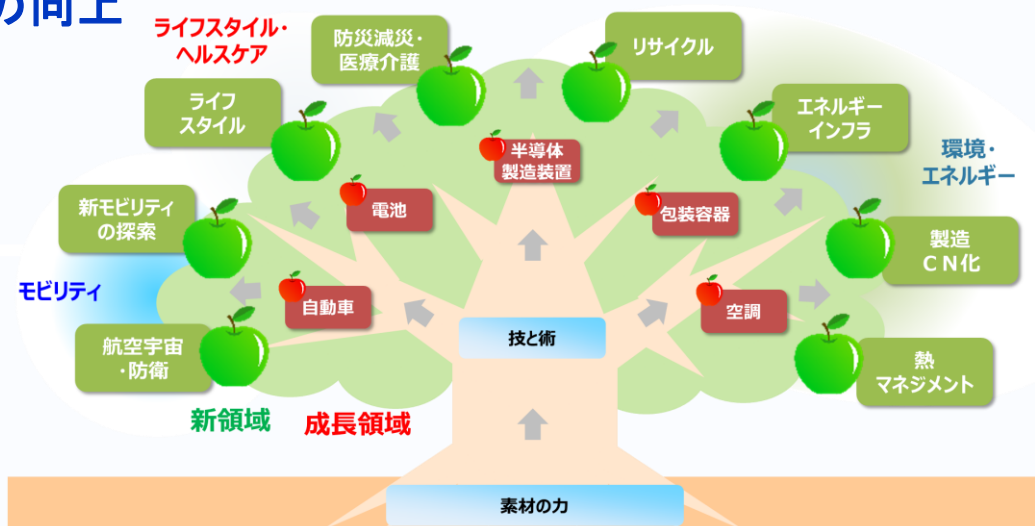 の向上
ライフスタイル・
ヘルスケア
防災減災・
医療介護
リサイクル
ライフ
スタイル
エネルギー
インフラ
半導体
製造装置
環境・
エネルギー
新モビリティ
の探索
電池
包装容器
製造
ＣＮ化
モビリティ
自動車
空調
航空宇宙
・防衛
技と術
熱
マネジメント
新領域
成長領域
素材の力